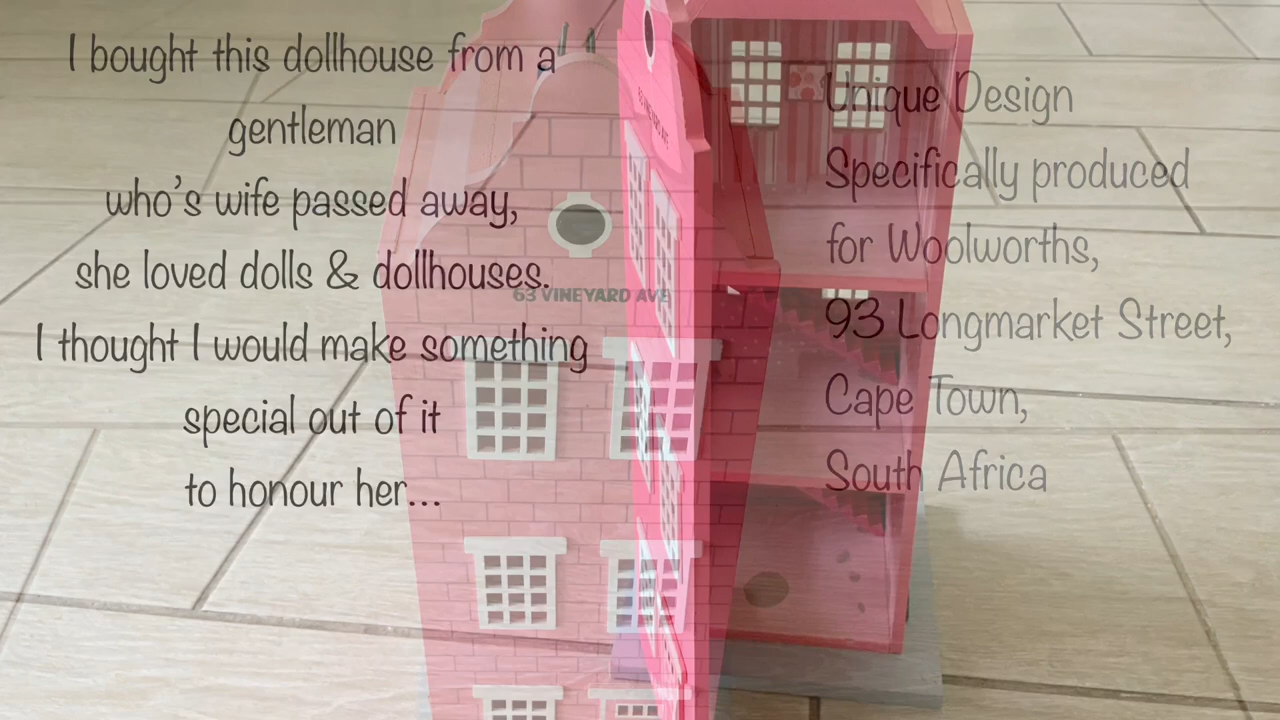 I bought this dollhouse from a
gentleman
who's wife passed away,
she loved dolls & dollhouses.
I thought I would make something
special out of it
to honour her...
Unique Design
Specifically produced
for Woolworths,
93 Longmarket Street,
Cape Town,
South Africa
63 VINEYARD AVE